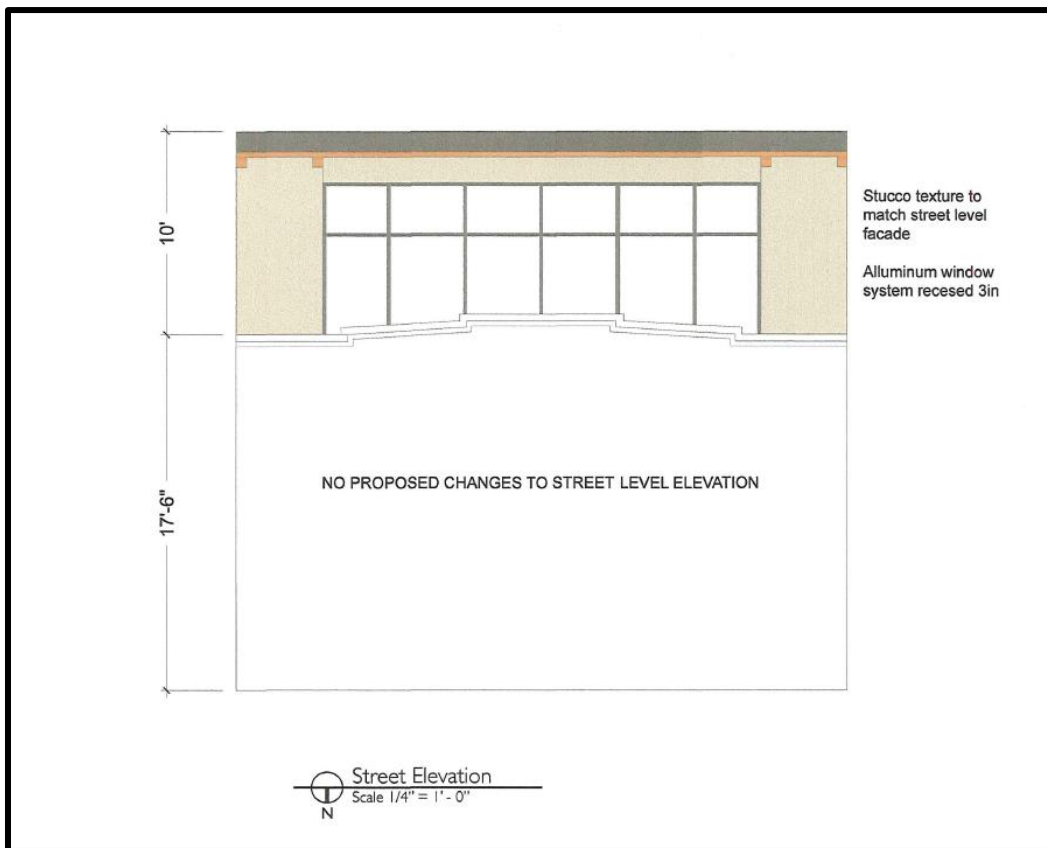 10'
Stucco texture to
match street level
facade
Alluminum window
system recesed 3in
NO PROPOSED CHANGES TO STREET LEVEL ELEVATION
17'-6"
Street Elevation
Scale 1/4" = 1' - 0"
N